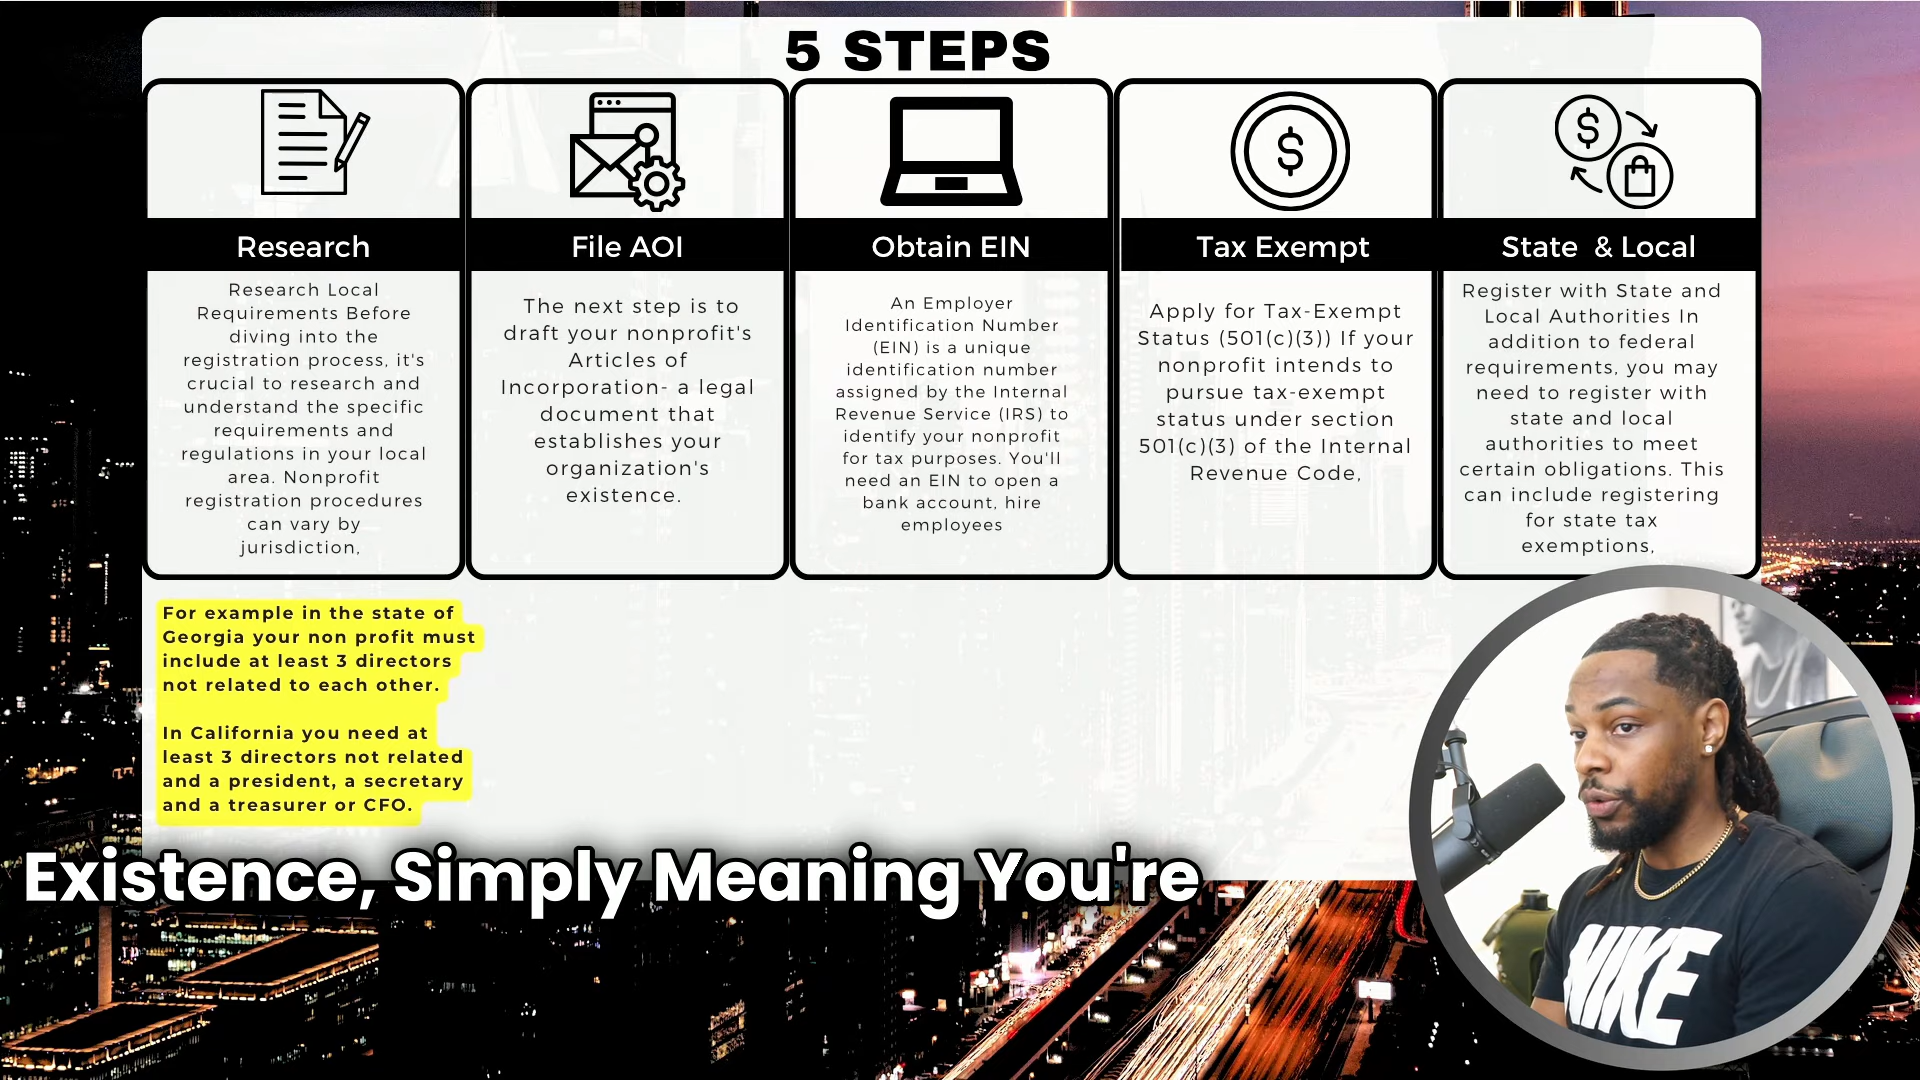 5 STEPS
Research
Research Local
Requirements Before
diving into the
registration process, it's
crucial to research and
understand the specific
requirements and
regulations in your local
area. Nonprofit
registration procedures
can vary by
jurisdiction,
File AOI
The next step is to
draft your nonprofit's
Articles of
Incorporation- a legal
document that
establishes your
organization's
existence.
Obtain EIN
An Employer
Identification Number
(EIN) is a unique
identification number
assigned by the Internal
Revenue Service (IRS) to
identify your nonprofit
for tax purposes. You'll
need an EIN to open a
bank account, hire
employees
Tax Exempt
Apply for Tax-Exempt
Status (501(c)(3)) If your
nonprofit intends to
pursue tax-exempt
status under section
501(c)(3) of the Internal
Revenue Code,
State & Local
Register with State and
Local Authorities In
addition to federal
requirements, you may
need to register with
state and local
authorities to meet
certain obligations. This
can include registering
for state tax
exemptions,
For example in the state of
Georgia your non profit must
include at least 3 directors
not related to each other.
In California you need at
least 3 directors not related
and a president, a secretary
and a treasurer or CFO.
Existence, Simply Meaning You're
NIKE